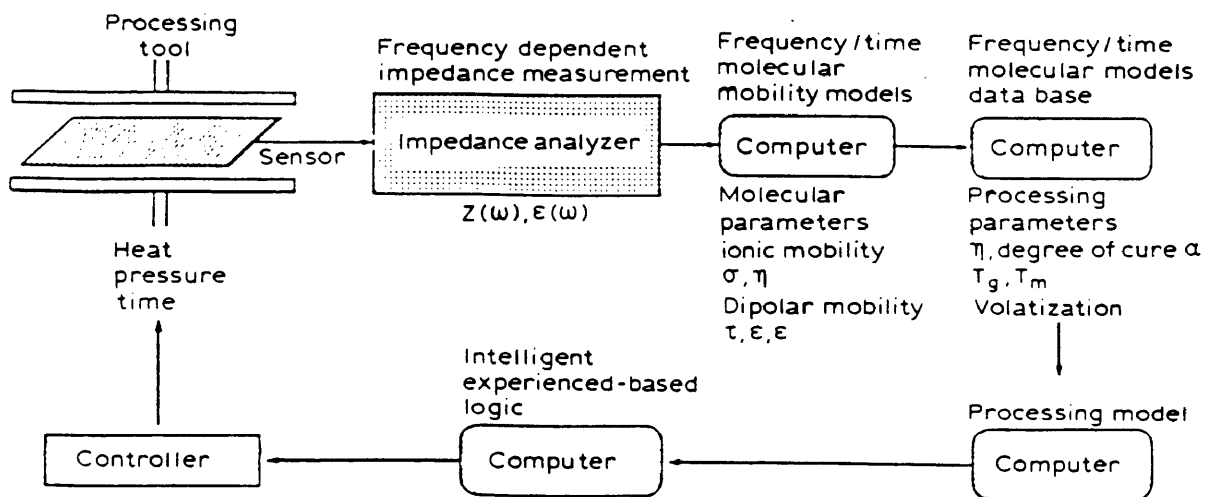 Processing
tool
Frequency dependent
impedance measurement
Frequency/time
molecular
mobility models
Frequency/time
molecular models
data base
Sensor
Impedance analyzer
Computer
Computer
Z(ω), ε(ω)
Heat
pressure
time
Molecular
parameters
ionic mobility
σ, η
Dipolar mobility
τ, ε, ε
Processing
parameters
η, degree of cure α
Tg, Tm
Volatization
Intelligent
experienced-based
logic
Processing model
Controller
Computer
Computer